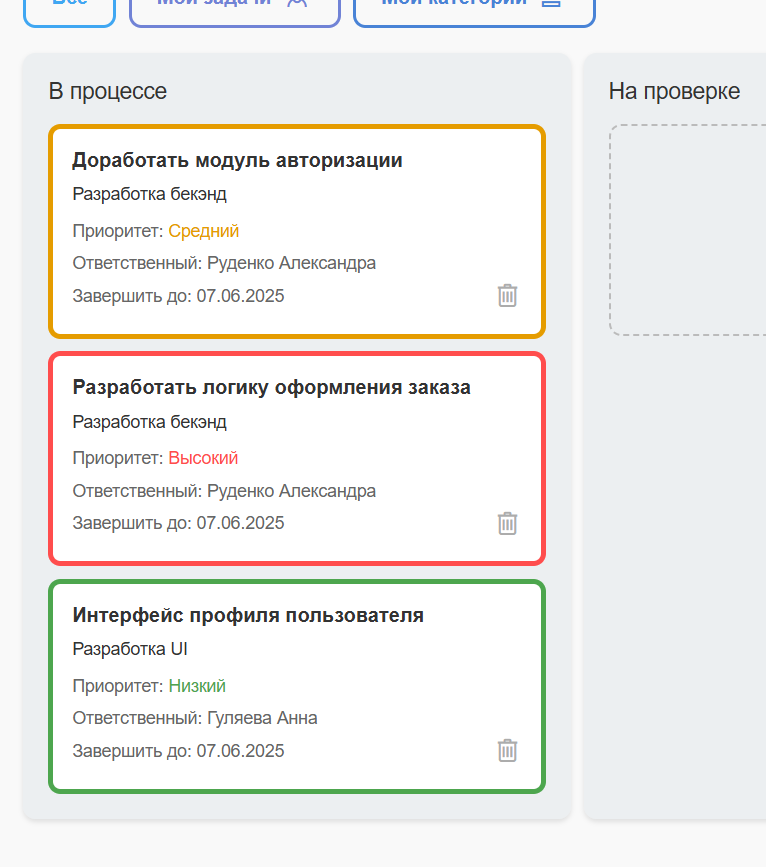 Все
Мои задачи
Мои категории
В процессе
Доработать модуль авторизации
Разработка бекэнд
Приоритет: Средний
Ответственный: Руденко Александра
Завершить до: 07.06.2025
Разработать логику оформления заказа
Разработка бекэнд
Приоритет: Высокий
Ответственный: Руденко Александра
Завершить до: 07.06.2025
Интерфейс профиля пользователя
Разработка UI
Приоритет: Низкий
Ответственный: Гуляева Анна
Завершить до: 07.06.2025
На проверке